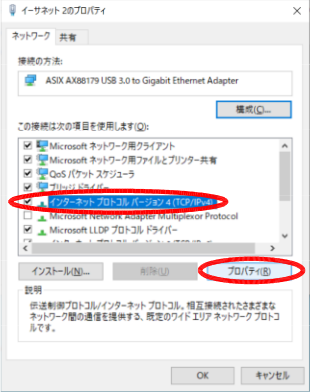 イーサネット 2のプロパティ
ネットワーク 共有
接続の方法:
ASIX AX88179 USB 3.0 to Gigabit Ethernet Adapter
構成(C)...
この接続は次の項目を使用します(O):
Microsoft ネットワーク用クライアント
Microsoft ネットワーク用ファイルとプリンター共有
QoS パケット スケジューラ
ブリッジ ドライバー
インターネット プロトコル バージョン 4 (TCP/IPv4)
Microsoft Network Adapter Multiplexor Protocol
Microsoft LLDP プロトコル ドライバー
インストール(N)... 削除(U) プロパティ(R)
説明
伝送制御プロトコル/インターネット プロトコル。相互接続されたさまざまな
ネットワーク間の通信を提供する、既定のワイド エリア ネットワーク プロトコ
ルです。
OK キャンセル